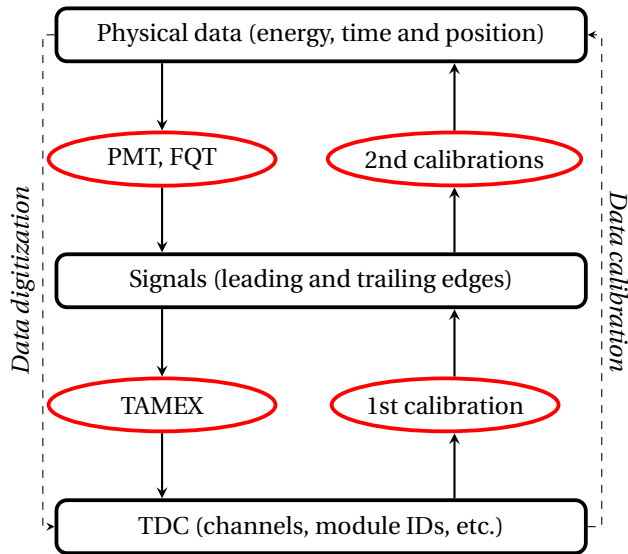 Physical data (energy, time and position)
PMT, FQT
2nd calibrations
Data digitization
Data calibration
Signals (leading and trailing edges)
TAMEX
1st calibration
TDC (channels, module IDs, etc.)